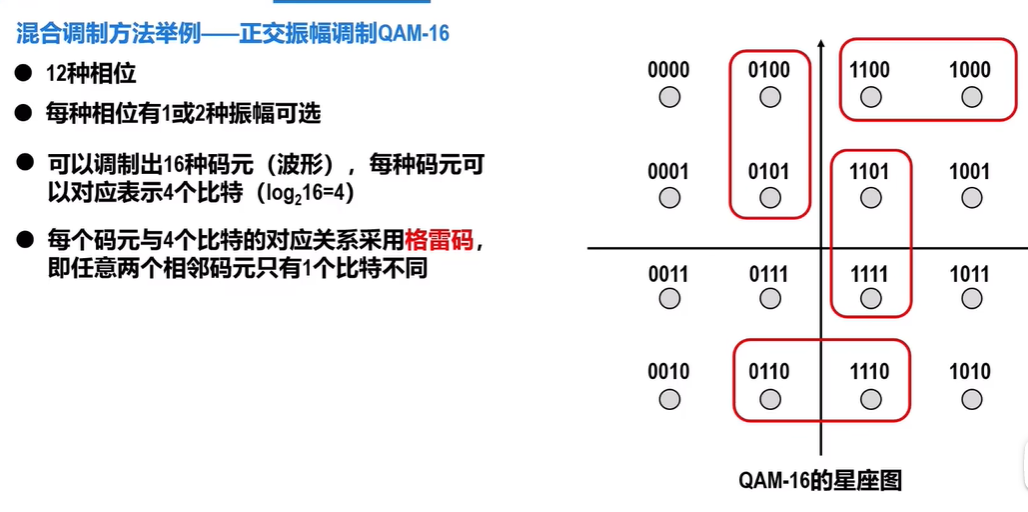 混合调制方法举例——正交振幅调制QAM-16
● 12种相位
● 每种相位有1或2种振幅可选
● 可以调制出16种码元（波形），每种码元可
以对应表示4个比特（log₂16=4）
● 每个码元与4个比特的对应关系采用格雷码，
即任意两个相邻码元只有1个比特不同
0000 0100 1100 1000
0001 0101 1101 1001
0011 0111 1111 1011
0010 0110 1110 1010
QAM-16的星座图